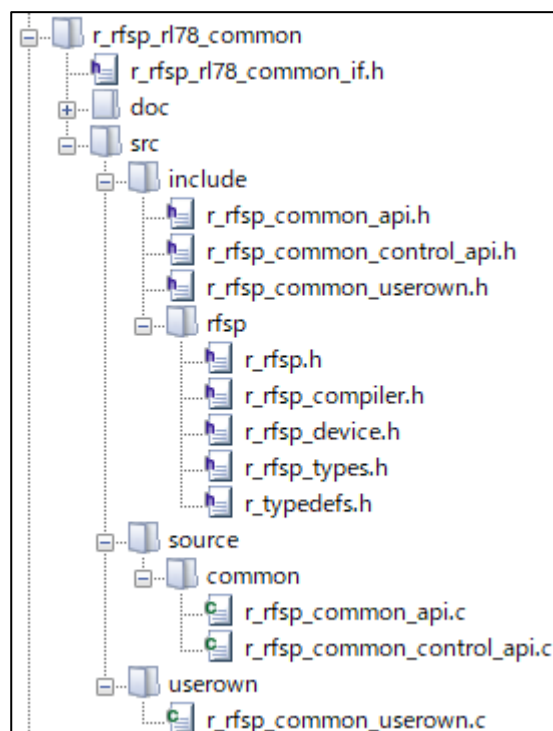 r_rfsp_rl78_common
r_rfsp_rl78_common_if.h
doc
src
include
r_rfsp_common_api.h
r_rfsp_common_control_api.h
r_rfsp_common_userown.h
rfsp
r_rfsp.h
r_rfsp_compiler.h
r_rfsp_device.h
r_rfsp_types.h
r_typedefs.h
source
common
r_rfsp_common_api.c
r_rfsp_common_control_api.c
userown
r_rfsp_common_userown.c